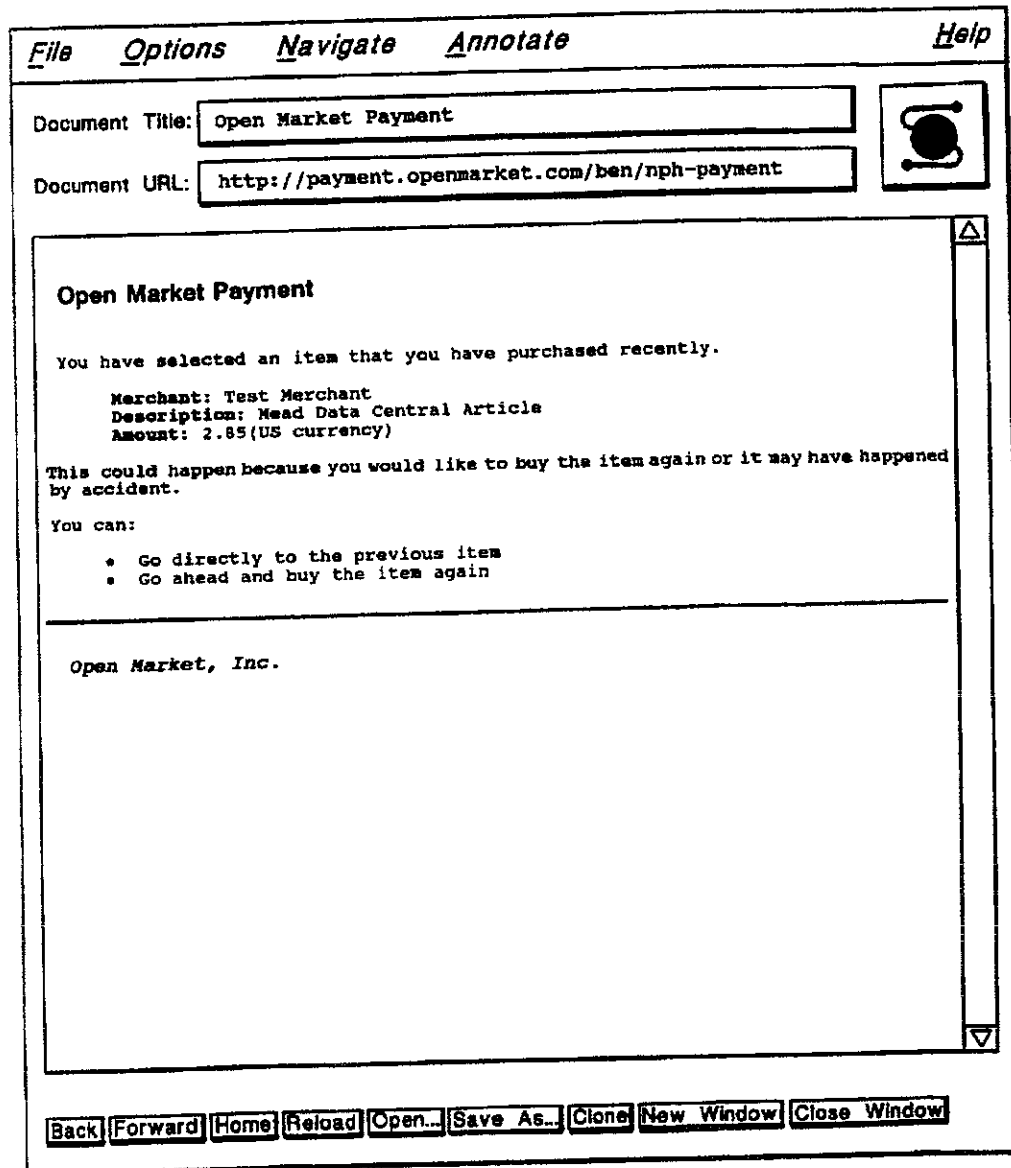 File Options Navigate Annotate Help
Document Title: Open Market Payment
Document URL: http://payment.openmarket.com/ben/nph-payment
Open Market Payment
You have selected an item that you have purchased recently.
Merchant: Test Merchant
Description: Mead Data Central Article
Amount: 2.85(US currency)
This could happen because you would like to buy the item again or it may have happened
by accident.
You can:
• Go directly to the previous item
• Go ahead and buy the item again
Open Market, Inc.
Back Forward Home Reload Open... Save As... Clone New Window Close Window